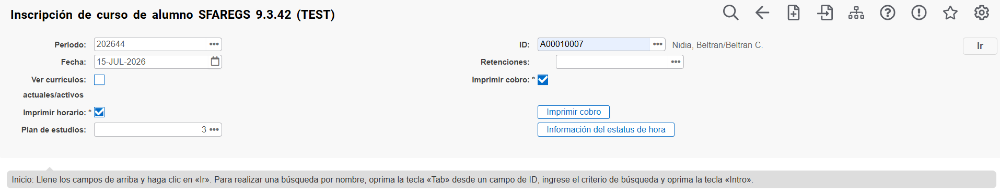 Inscripción de curso de alumno SFAREGS 9.3.42 (TEST)
Periodo: 202644 ••• ID: A00010007 ••• Nidia, Beltran/Beltran C. Ir
Fecha: 15-JUL-2026 Retenciones: •••
Ver currículos: Imprimir cobro: *
actuales/activos
Imprimir horario: * Imprimir cobro
Plan de estudios: 3 ••• Información del estatus de hora
Inicio: Llene los campos de arriba y haga clic en «Ir». Para realizar una búsqueda por nombre, oprima la tecla «Tab» desde un campo de ID, ingrese el criterio de búsqueda y oprima la tecla «Intro».